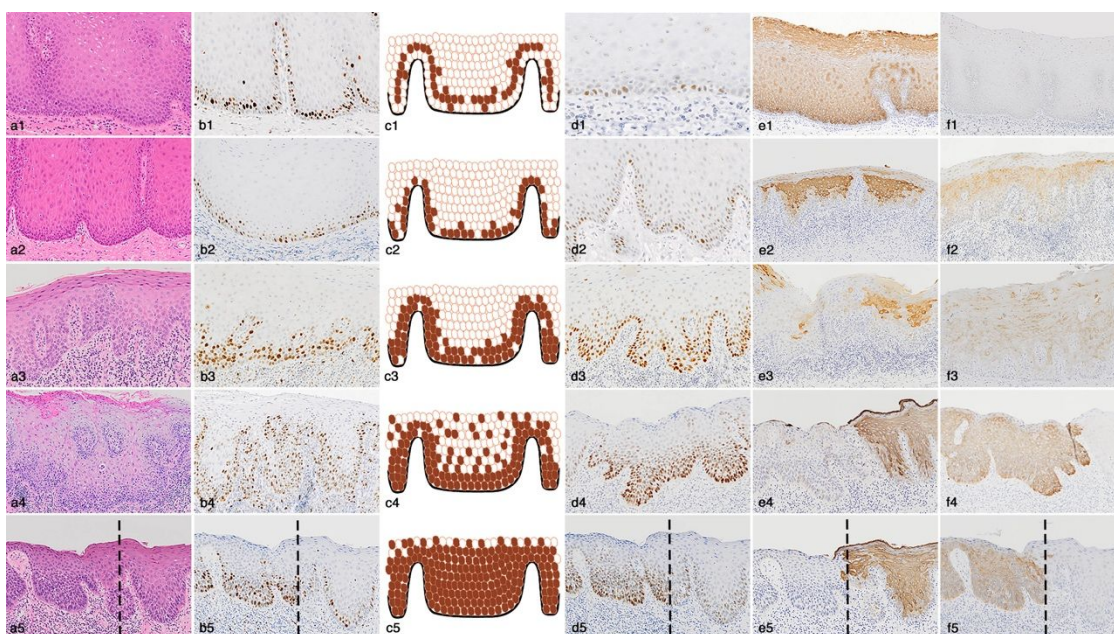 a1 b1 c1 d1 e1 f1
a2 b2 c2 d2 e2 f2
a3 b3 c3 d3 e3 f3
a4 b4 c4 d4 e4 f4
a5 b5 c5 d5 e5 f5